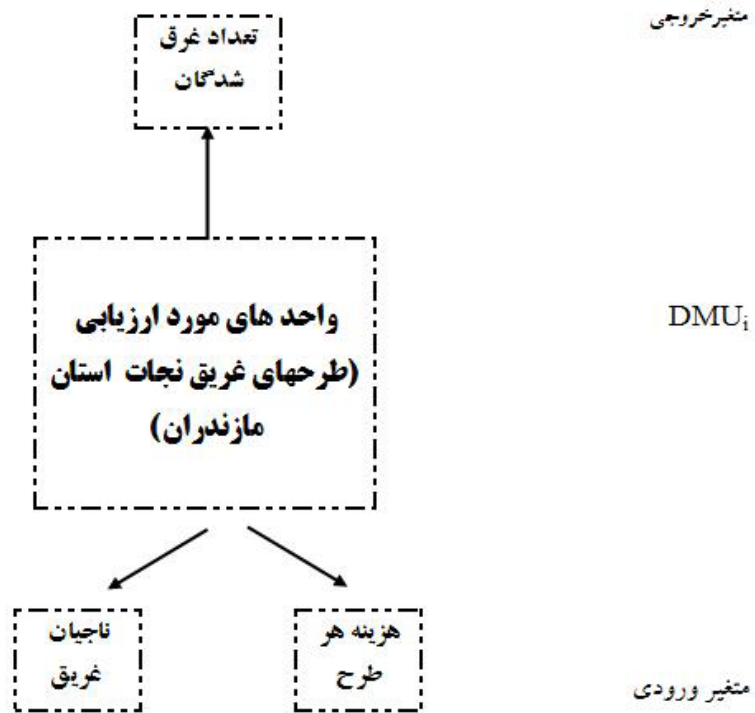 متغیرخروجی
تعداد غرق
شدگان
واحد های مورد ارزیابی
(طرحهای غریق نجات استان
مازندران)
DMUi
هزینه هر
طرح
ناجیان
غریق
متغیر ورودی